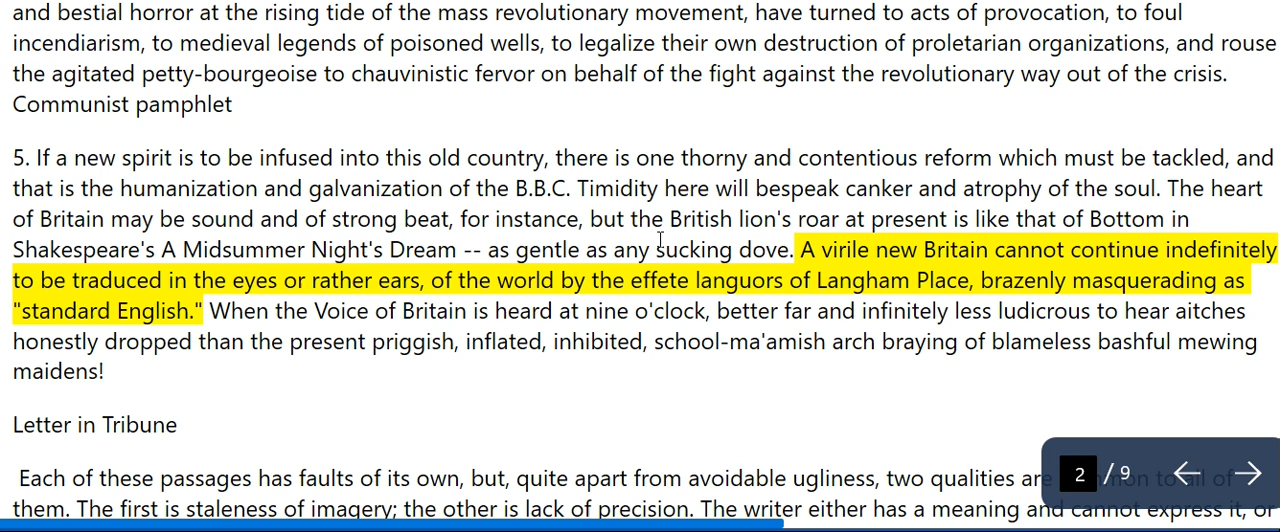 and bestial horror at the rising tide of the mass revolutionary movement, have turned to acts of provocation, to foul
incendiarism, to medieval legends of poisoned wells, to legalize their own destruction of proletarian organizations, and rouse
the agitated petty-bourgeoise to chauvinistic fervor on behalf of the fight against the revolutionary way out of the crisis.
Communist pamphlet
5. If a new spirit is to be infused into this old country, there is one thorny and contentious reform which must be tackled, and
that is the humanization and galvanization of the B.B.C. Timidity here will bespeak canker and atrophy of the soul. The heart
of Britain may be sound and of strong beat, for instance, but the British lion's roar at present is like that of Bottom in
Shakespeare's A Midsummer Night's Dream -- as gentle as any sucking dove. A virile new Britain cannot continue indefinitely
to be traduced in the eyes or rather ears, of the world by the effete languors of Langham Place, brazenly masquerading as
"standard English." When the Voice of Britain is heard at nine o'clock, better far and infinitely less ludicrous to hear aitches
honestly dropped than the present priggish, inflated, inhibited, school-ma'amish arch braying of blameless bashful mewing
maidens!
Letter in Tribune
Each of these passages has faults of its own, but, quite apart from avoidable ugliness, two qualities are common to all of
them. The first is staleness of imagery; the other is lack of precision. The writer either has a meaning and cannot express it, or
2 / 9